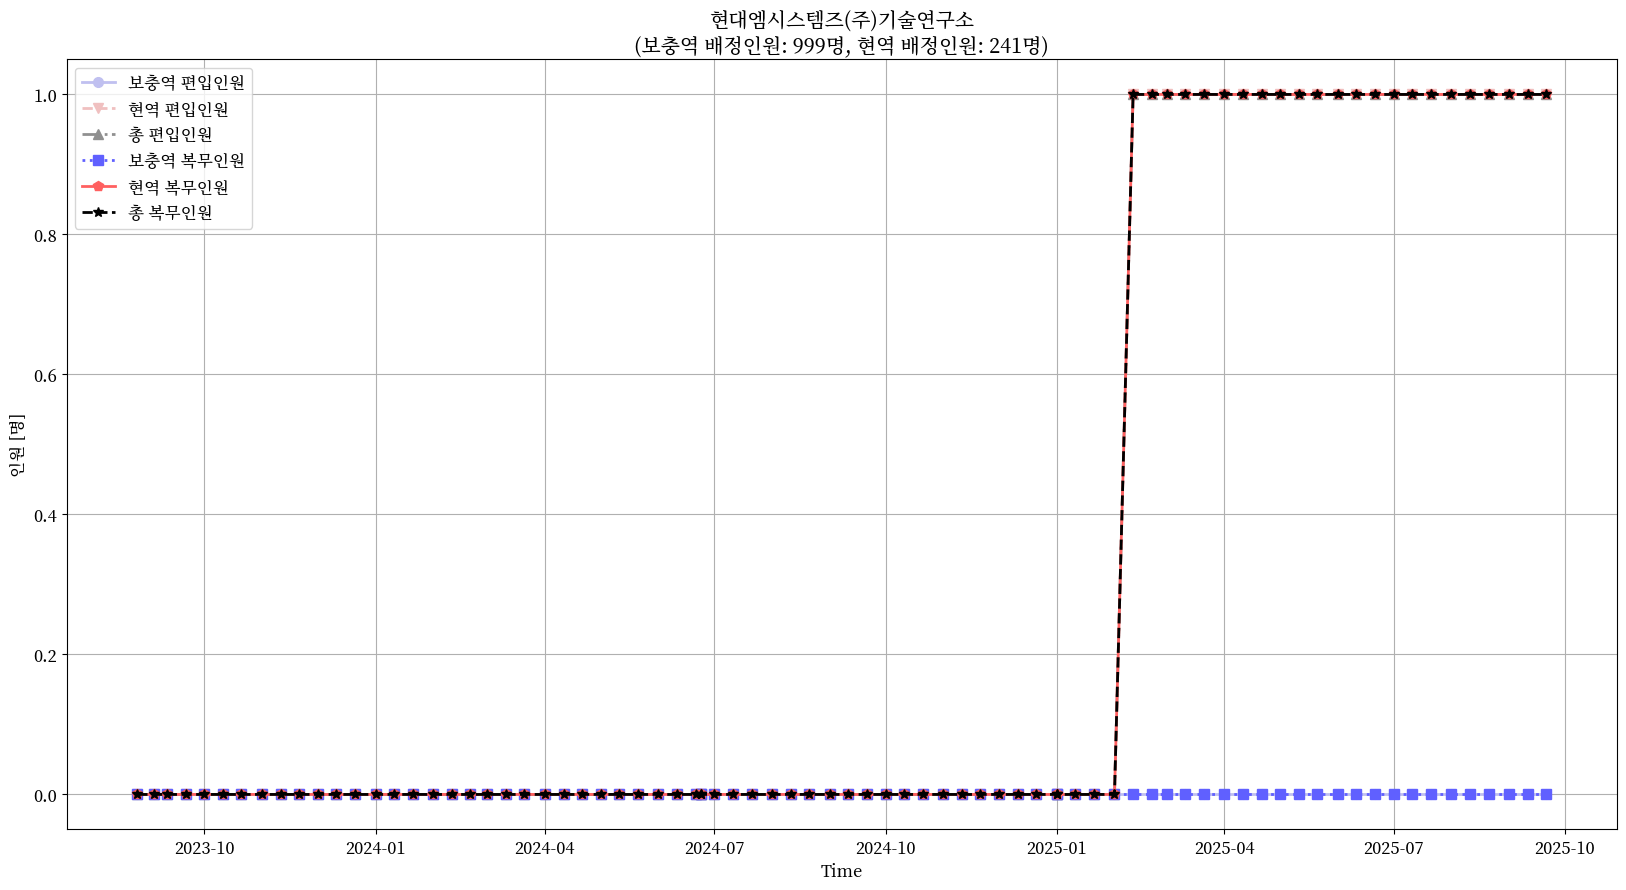 현대엠시스템즈(주)기술연구소
(보충역 배정인원: 999명, 현역 배정인원: 241명)
보충역 편입인원
현역 편입인원
총 편입인원
보충역 복무인원
현역 복무인원
총 복무인원
인원 [명]
1.0
0.8
0.6
0.4
0.2
0.0
2023-10
2024-01
2024-04
2024-07
2024-10
2025-01
2025-04
2025-07
2025-10
Time